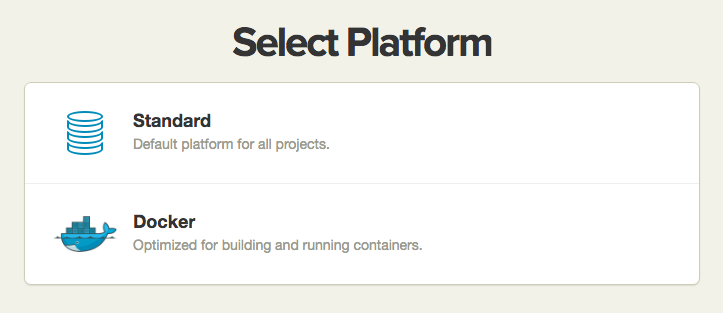 Select Platform
Standard
Default platform for all projects.
Docker
Optimized for building and running containers.